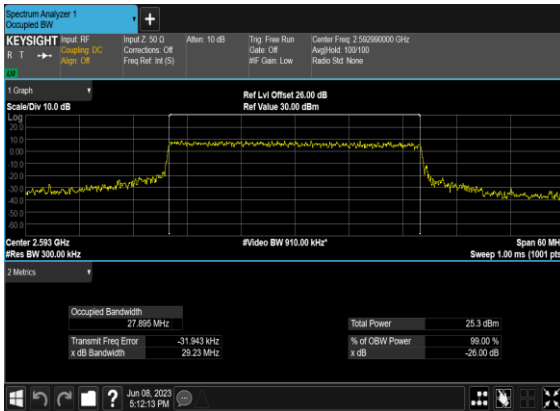 Spectrum Analyzer 1
Occupied BW
KEYSIGHT
R T
LW
Input: RF
Coupling: DC
Align: Off
Input Z: 50 Ω
Corrections: Off
Freq Ref: Int (S)
Atten: 10 dB
Trig: Free Run
Gate: Off
#IF Gain: Low
Center Freq: 2.592990000 GHz
Avg|Hold: 100/100
Radio Std: None
1 Graph
Scale/Div 10.0 dB
Ref Lvl Offset 26.00 dB
Ref Value 30.00 dBm
Log
20.0
10.0
0.00
-10.0
-20.0
-30.0
-40.0
-50.0
-60.0
Center 2.593 GHz
#Res BW 300.00 kHz
#Video BW 910.00 kHz*
Span 60 MH
Sweep 1.00 ms (1001 pts
2 Metrics
Occupied Bandwidth
27.895 MHz
Transmit Freq Error -31.943 kHz
x dB Bandwidth 29.23 MHz
Total Power 25.3 dBm
% of OBW Power 99.00 %
x dB -26.00 dB
?
Jun 08, 2023
5:12:13 PM